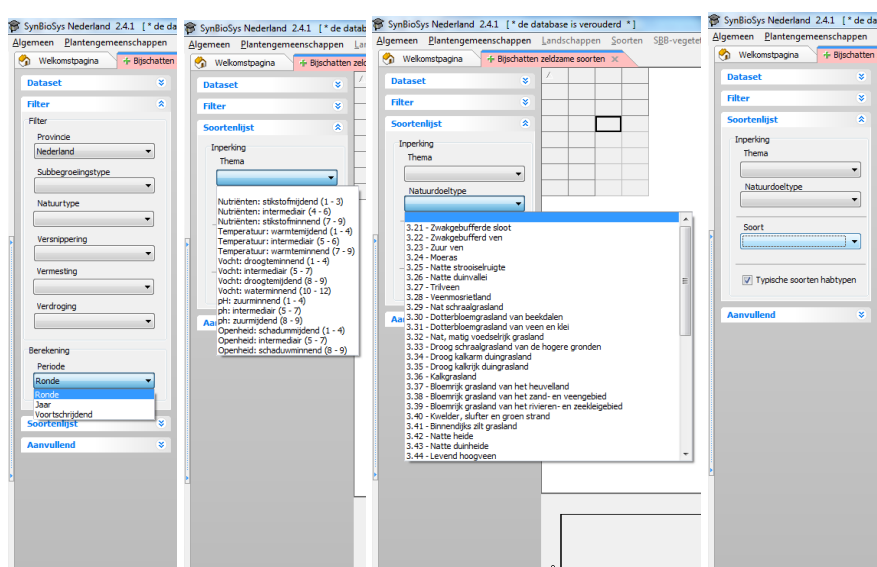 SynBioSys Nederland 2.4.1 [ * de da
Algemeen Plantengemeenschappen
Welkomstpagina
Bijschatten
Dataset
Filter
Filter
Provincie
Nederland
Subbegroeiingstype
Natuurtype
Versnippering
Vermesting
Verdroging
Berekening
Periode
Ronde
Ronde
Jaar
Voortschrijdend
Soortenlijst
Aanvullend
SynBioSys Nederland 2.4.1 [ * de datab
Algemeen Plantengemeenschappen Lan
Welkomstpagina
Bijschatten zeld
Dataset
Filter
Soortenlijst
Inperking
Thema
Nutriënten: stikstofmijdend (1 - 3)
Nutriënten: intermediair (4 - 6)
Nutriënten: stikstofminnend (7 - 9)
Temperatuur: warmtemijdend (1 - 4)
Temperatuur: intermediair (5 - 6)
Temperatuur: warmteminnend (7 - 9)
Vocht: droogteminnend (1 - 4)
Vocht: intermediair (5 - 7)
Vocht: droogtemijdend (8 - 9)
Vocht: waterminnend (10 - 12)
pH: zuurminnend (1 - 4)
ph: intermediair (5 - 7)
ph: zuurmijdend (8 - 9)
Openheid: schadummijdend (1 - 4)
Openheid: intermediair (5 - 7)
Openheid: schaduwminnend (8 - 9)
Aan
SynBioSys Nederland 2.4.1 [ * de database is verouderd * ]
Algemeen Plantengemeenschappen Landschappen Soorten SBB-vegetat
Welkomstpagina
Bijschatten zeldzame soorten
Dataset
Filter
Soortenlijst
Inperking
Thema
Natuurdoeltype
3.21 - Zwakgebufferde sloot
3.22 - Zwakgebufferd ven
3.23 - Zuur ven
3.24 - Moeras
3.25 - Natte strooiselruigte
3.26 - Natte duinvallei
3.27 - Trilveen
3.28 - Veenmosrietland
3.29 - Nat schraalgrasland
3.30 - Dotterbloemgrasland van beekdalen
3.31 - Dotterbloemgrasland van veen en klei
3.32 - Nat, matig voedselrijk grasland
3.33 - Droog schraalgrasland van de hogere gronden
3.34 - Droog kalkarm duingrasland
3.35 - Droog kalkrijk duingrasland
3.36 - Kalkgrasland
3.37 - Bloemrijk grasland van het heuvelland
3.38 - Bloemrijk grasland van het zand- en veengebied
3.39 - Bloemrijk grasland van het rivieren- en zeekleigebied
3.40 - Kwelder, slufter en groen strand
3.41 - Binnendijks zilt grasland
3.42 - Natte heide
3.43 - Natte duinheide
3.44 - Levend hoogveen
Aan
SynBioSys Nederland 2.4.1 [ * de da
Algemeen Plantengemeenschappen
Welkomstpagina
Bijschatten
Dataset
Filter
Soortenlijst
Inperking
Thema
Natuurdoeltype
Soort
Typische soorten habtypen
Aanvullend